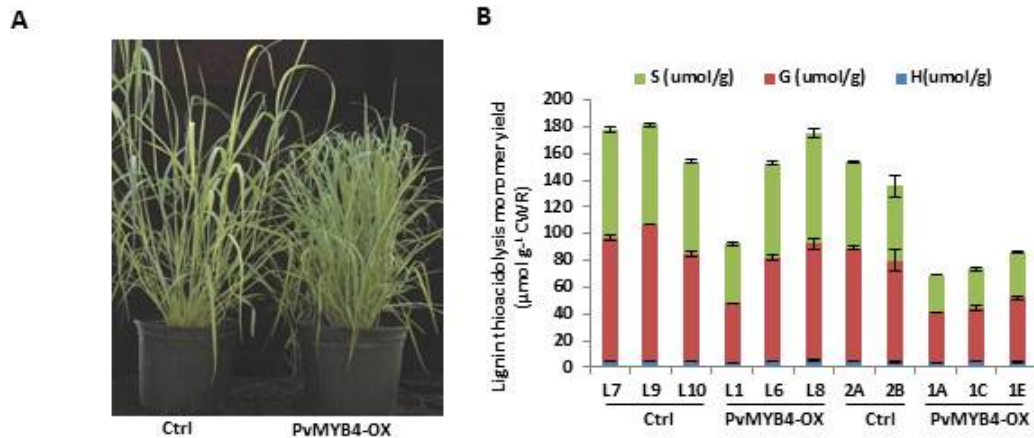 A
Ctrl PvMYB4-OX
B
S (umol/g) G (umol/g) H(umol/g)
Lignin thioacidolysis monomer yield
(μmol g⁻¹ CWR)
200
180
160
140
120
100
80
60
40
20
0
L7 L9 L10 L1 L6 L8 2A 2B 1A 1C 1E
Ctrl PvMYB4-OX Ctrl PvMYB4-OX